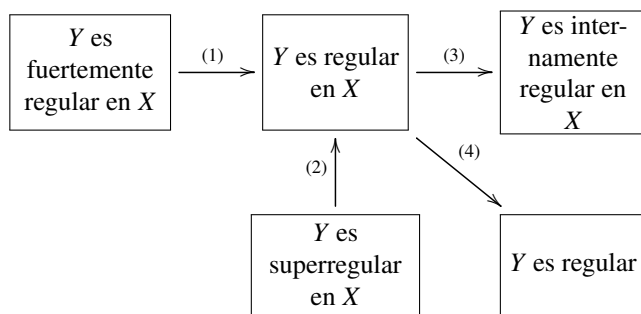 Y es
fuertemente
regular en X
(1)
Y es regular
en X
(3)
Y es inter-
namente
regular en
X
(2)
(4)
Y es
superregular
en X
Y es regular